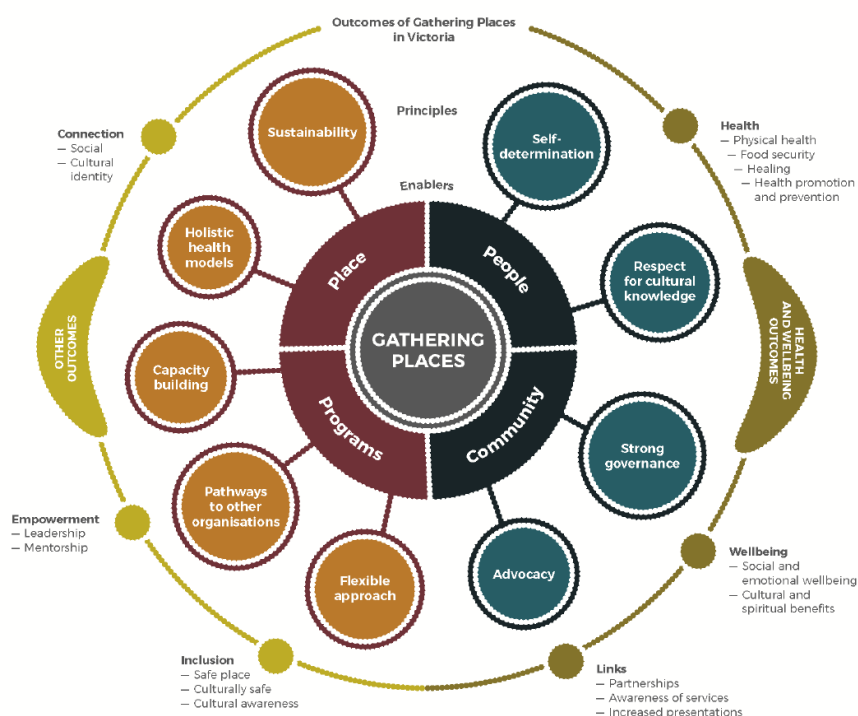 Outcomes of Gathering Places
in Victoria
Principles
Enablers
GATHERING
PLACES
Place
People
Programs
Community
Sustainability
Holistic
health
models
Capacity
building
Pathways
to other
organisations
Flexible
approach
Self-
determination
Respect
for cultural
knowledge
Strong
governance
Advocacy
OTHER
OUTCOMES
Connection
— Social
— Cultural
identity
Empowerment
— Leadership
— Mentorship
Inclusion
— Safe place
— Culturally safe
— Cultural awareness
HEALTH
AND WELLBEING
OUTCOMES
Health
— Physical health
— Food security
— Healing
— Health promotion
and prevention
Wellbeing
— Social and
emotional wellbeing
— Cultural and
spiritual benefits
Links
— Partnerships
— Awareness of services
— Increased presentations